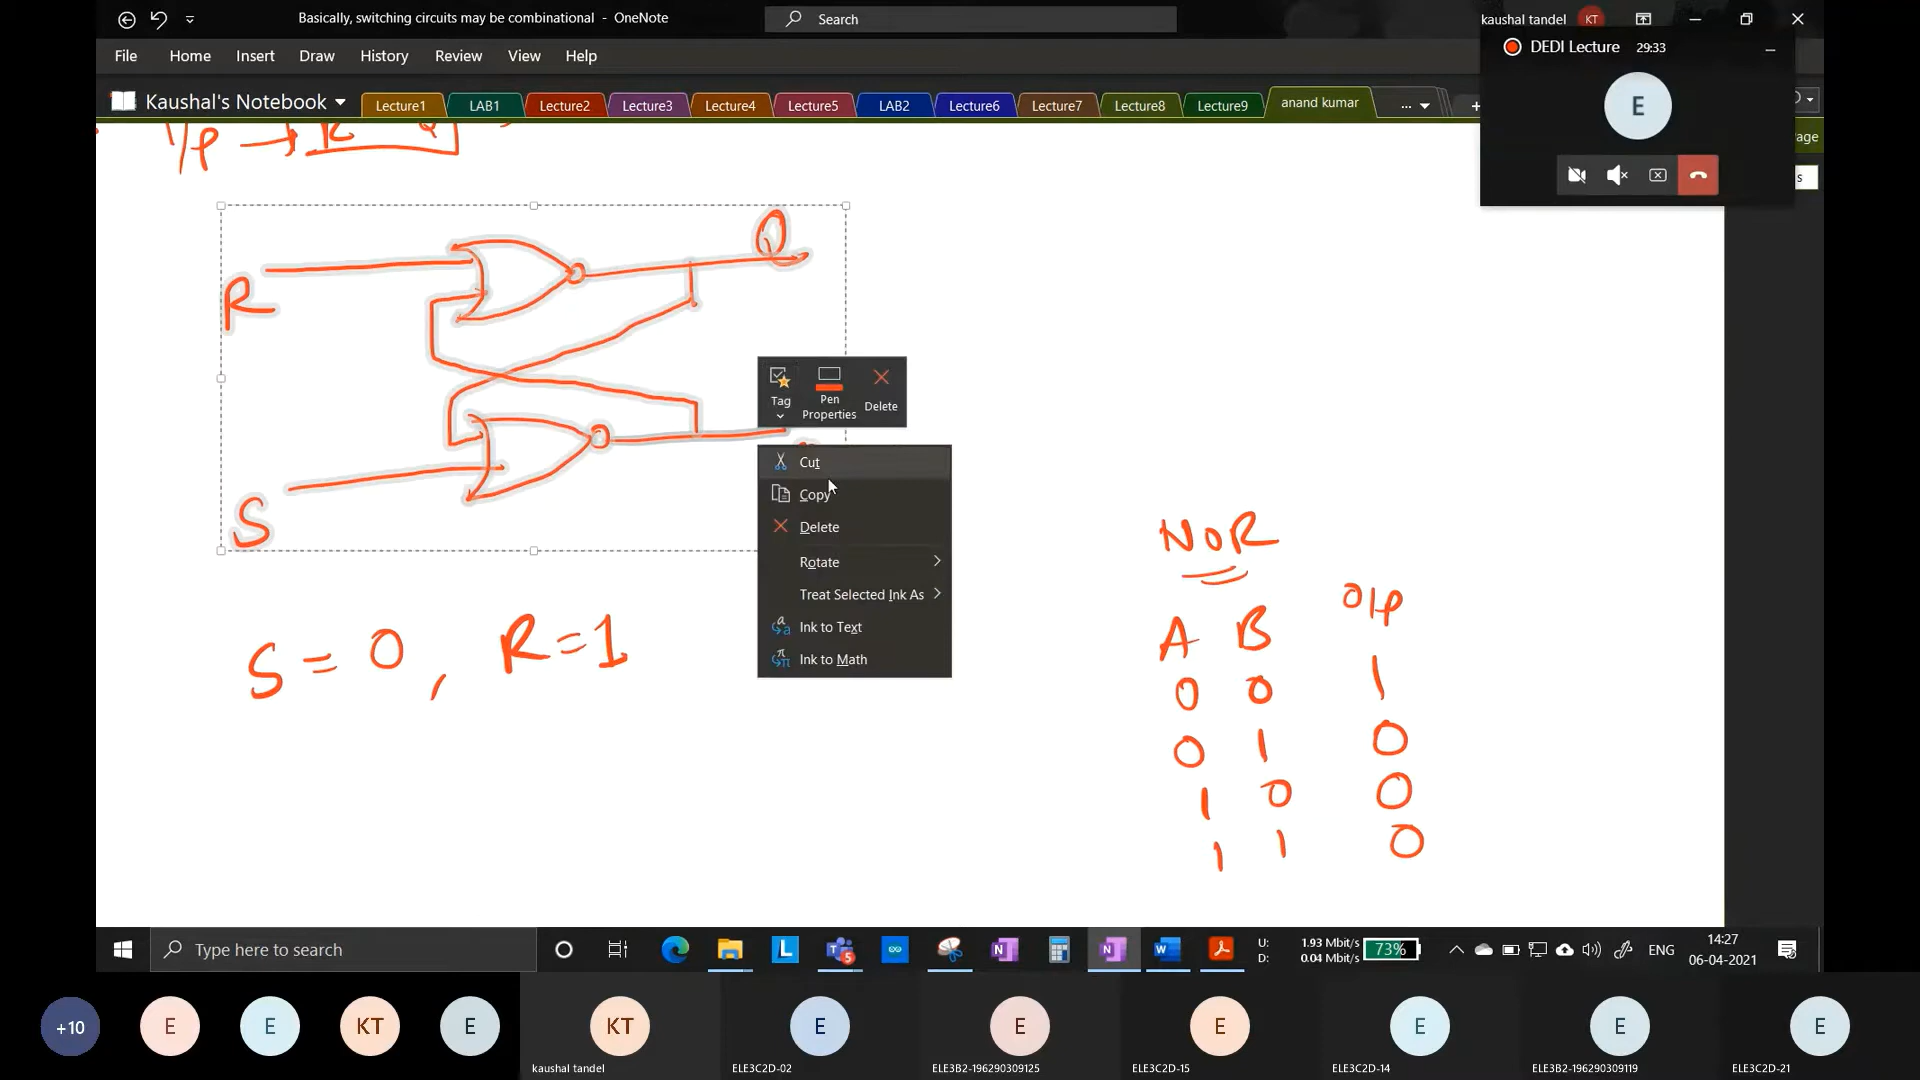 Basically, switching circuits may be combinational - OneNote
Search
kaushal tandel KT
DEDI Lecture 29:33
E
File Home Insert Draw History Review View Help
Kaushal's Notebook Lecture1 LAB1 Lecture2 Lecture3 Lecture4 Lecture5 LAB2 Lecture6 Lecture7 Lecture8 Lecture9 anand kumar ... +
age
s
I/p → R Q
Q
R
S
Tag
Pen Properties
Delete
Cut
Copy
Delete
Rotate
Treat Selected Ink As
Ink to Text
Ink to Math
S = 0 , R = 1
NOR
A B O/P
0 0 1
0 1 0
1 0 0
1 1 0
Type here to search
U: 1.93 Mbit/s
D: 0.04 Mbit/s
73%
ENG
14:27
06-04-2021
+10 E E KT E KT E E E E E E
kaushal tandel ELE3C2D-02 ELE3B2-196290309125 ELE3C2D-15 ELE3C2D-14 ELE3B2-196290309119 ELE3C2D-21